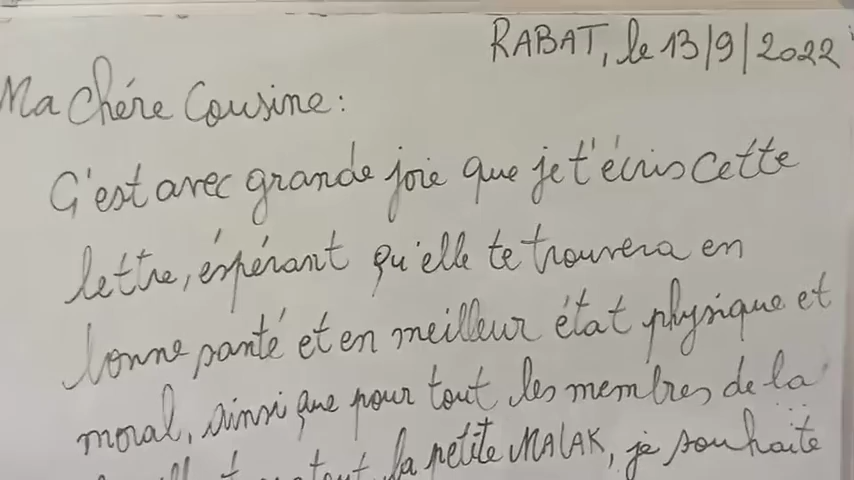 RABAT, le 13/9/2022
Ma chére Cousine:
C'est avec grande joie que je t'écris cette
lettre, éspérant qu'elle te trouvera en
bonne santé et en meilleur état physique et
moral, ainsi que pour tout les membres de la
la petite MALAK, je souhaite